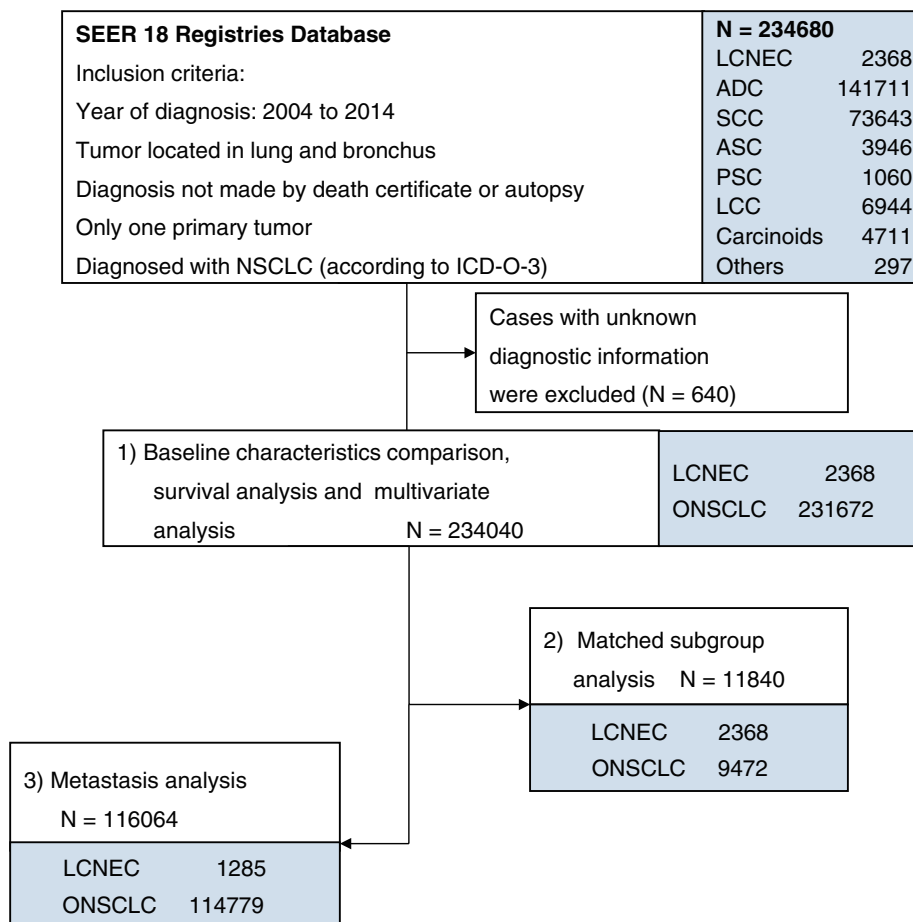 SEER 18 Registries Database
Inclusion criteria:
Year of diagnosis: 2004 to 2014
Tumor located in lung and bronchus
Diagnosis not made by death certificate or autopsy
Only one primary tumor
Diagnosed with NSCLC (according to ICD-O-3)
N = 234680
LCNEC 2368
ADC 141711
SCC 73643
ASC 3946
PSC 1060
LCC 6944
Carcinoids 4711
Others 297
Cases with unknown
diagnostic information
were excluded (N = 640)
1) Baseline characteristics comparison,
survival analysis and multivariate
analysis N = 234040
LCNEC 2368
ONSCLC 231672
2) Matched subgroup
analysis N = 11840
LCNEC 2368
ONSCLC 9472
3) Metastasis analysis
N = 116064
LCNEC 1285
ONSCLC 114779